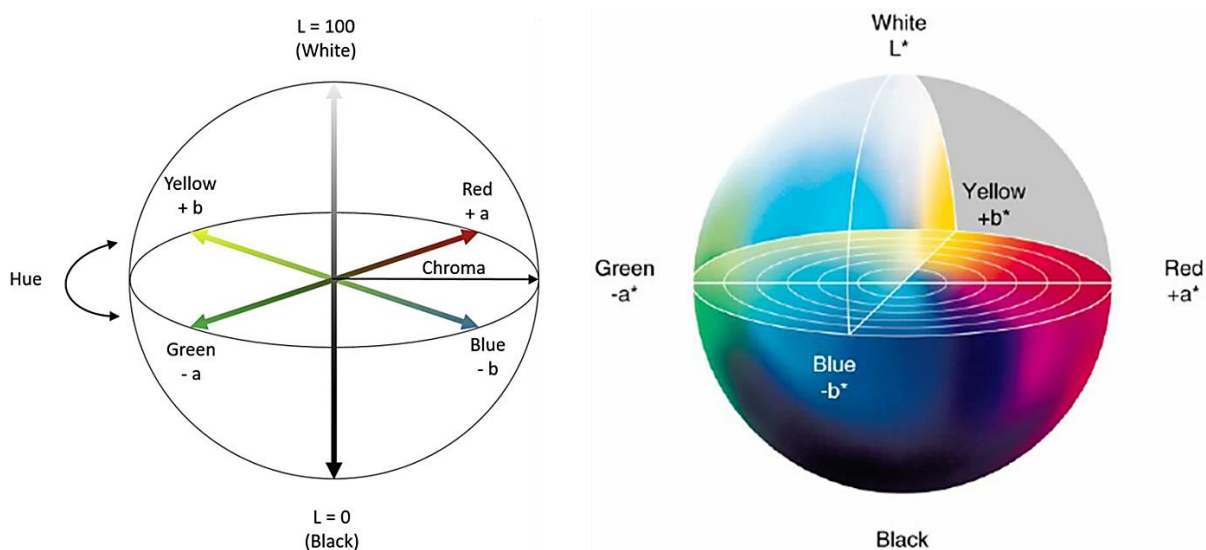 L = 100
(White)
Yellow
+ b
Red
+ a
Hue
Chroma
Green
- a
Blue
- b
L = 0
(Black)
White
L*
Yellow
+b*
Green
-a*
Red
+a*
Blue
-b*
Black